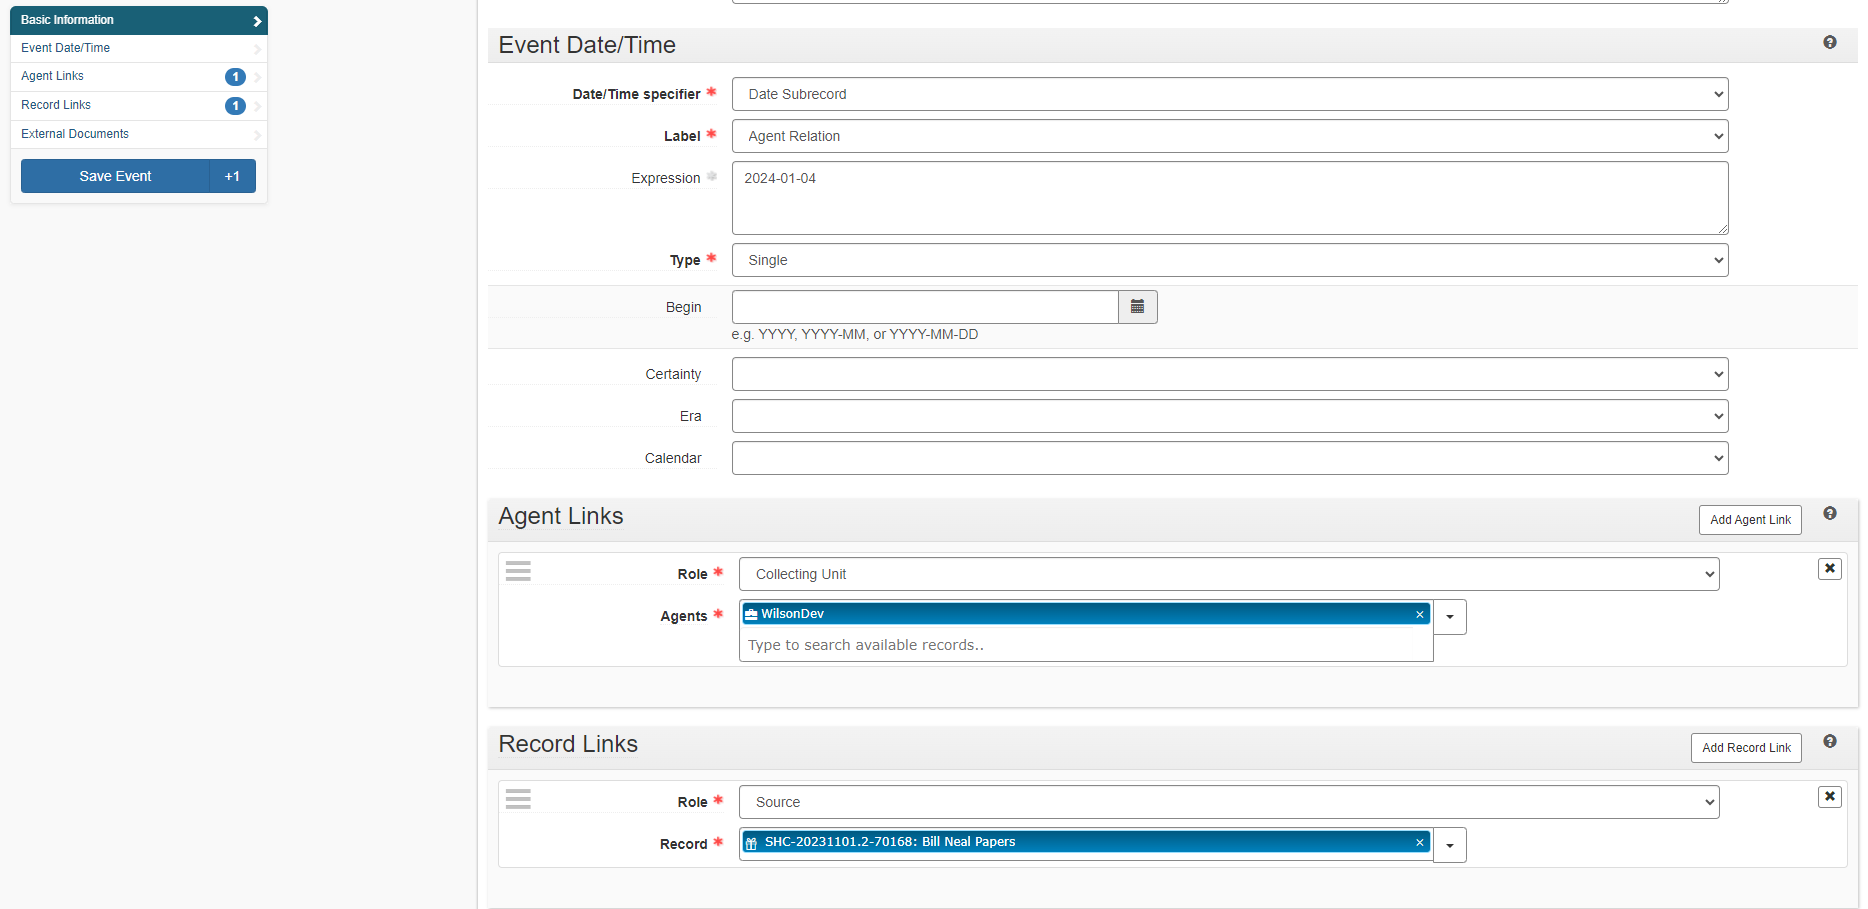 Basic Information
Event Date/Time
Agent Links 1
Record Links 1
External Documents
Save Event +1
Event Date/Time
Date/Time specifier * Date Subrecord
Label * Agent Relation
Expression 2024-01-04
Type * Single
Begin
e.g. YYYY, YYYY-MM, or YYYY-MM-DD
Certainty
Era
Calendar
Agent Links Add Agent Link
Role * Collecting Unit
Agents * WilsonDev ×
Type to search available records..
Record Links Add Record Link
Role * Source
Record * SHC-20231101.2-70168: Bill Neal Papers ×